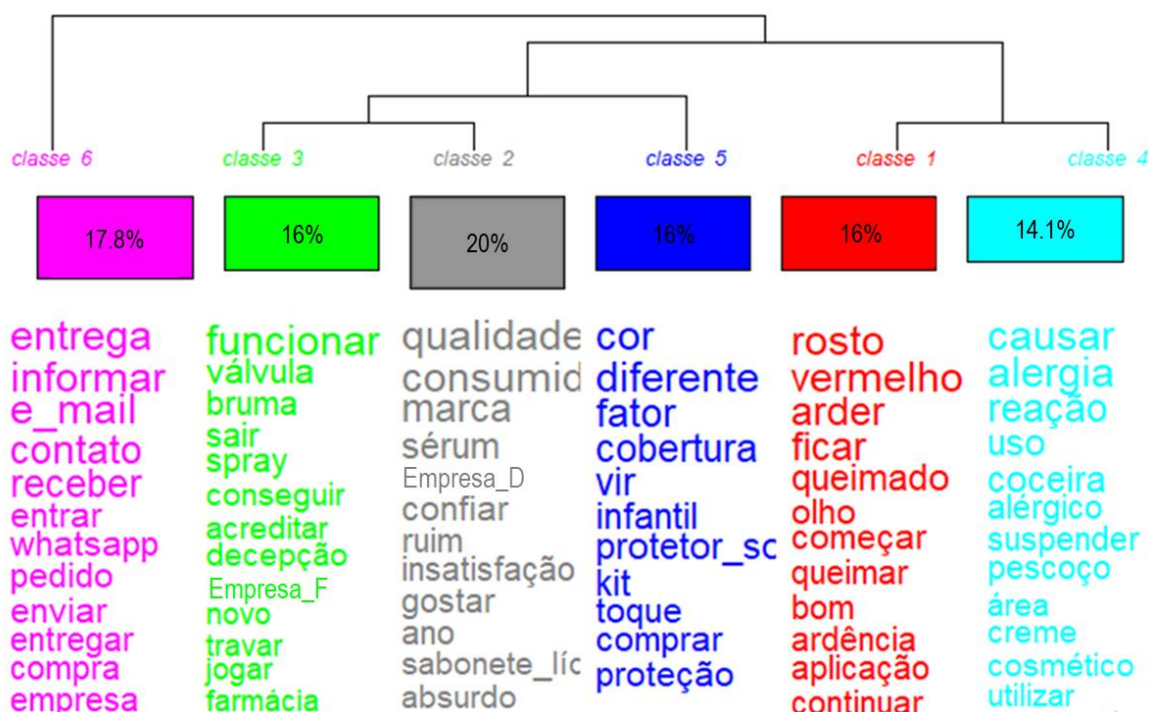 classe 6
classe 3
classe 2
classe 5
classe 1
classe 4
17.8%
16%
20%
16%
16%
14.1%
entrega
informar
e_mail
contato
receber
entrar
whatsapp
pedido
enviar
entregar
compra
empresa
funcionar
válvula
bruma
sair
spray
conseguir
acreditar
decepção
Empresa_F
novo
travar
jogar
farmácia
qualidade
consumid
marca
sérum
Empresa_D
confiar
ruim
insatisfação
gostar
ano
sabonete_líc
absurdo
cor
diferente
fator
cobertura
vir
infantil
protetor_sc
kit
toque
comprar
proteção
rosto
vermelho
arder
ficar
queimado
olho
começar
queimar
bom
ardência
aplicação
continuar
causar
alergia
reação
uso
coceira
alérgico
suspender
pescoço
área
creme
cosmético
utilizar